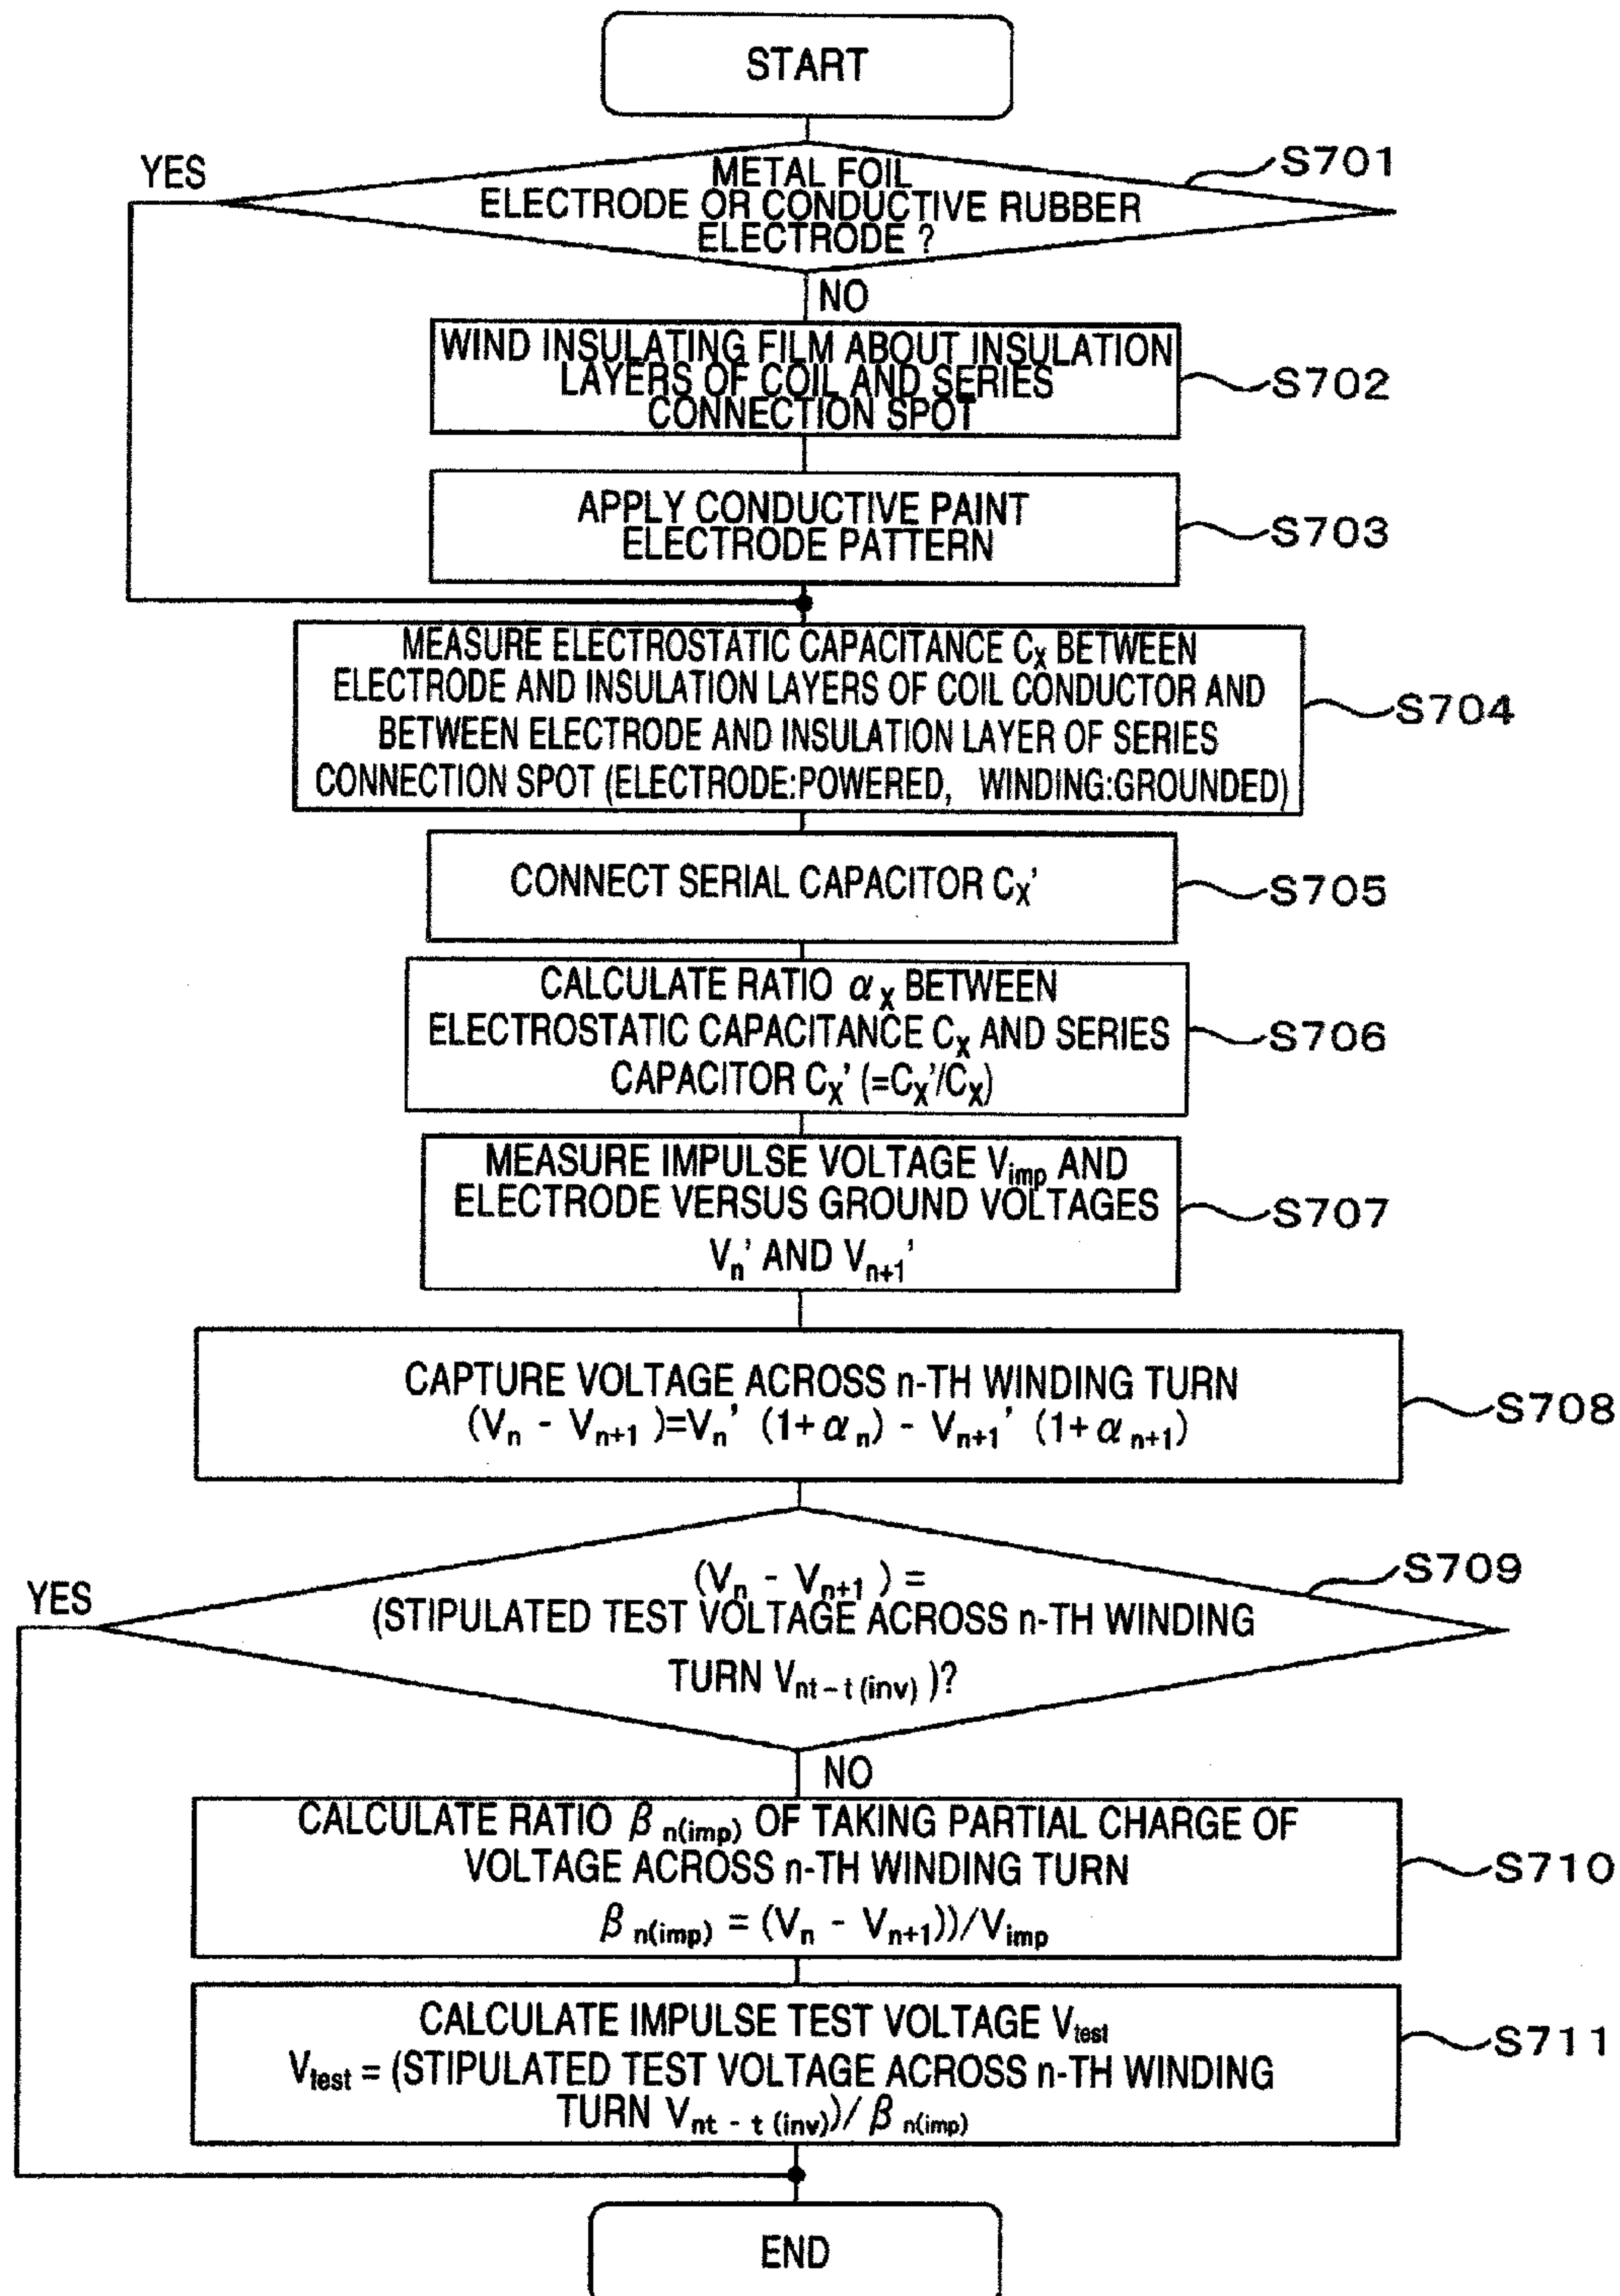 START
YES
METAL FOIL
ELECTRODE OR CONDUCTIVE RUBBER
ELECTRODE ?
S701
NO
WIND INSULATING FILM ABOUT INSULATION
LAYERS OF COIL AND SERIES
CONNECTION SPOT
S702
APPLY CONDUCTIVE PAINT
ELECTRODE PATTERN
S703
MEASURE ELECTROSTATIC CAPACITANCE Cx BETWEEN
ELECTRODE AND INSULATION LAYERS OF COIL CONDUCTOR AND
BETWEEN ELECTRODE AND INSULATION LAYER OF SERIES
CONNECTION SPOT (ELECTRODE:POWERED, WINDING:GROUNDED)
S704
CONNECT SERIAL CAPACITOR Cx'
S705
CALCULATE RATIO αx BETWEEN
ELECTROSTATIC CAPACITANCE Cx AND SERIES
CAPACITOR Cx' (=Cx'/Cx)
S706
MEASURE IMPULSE VOLTAGE Vimp AND
ELECTRODE VERSUS GROUND VOLTAGES
Vn' AND Vn+1'
S707
CAPTURE VOLTAGE ACROSS n-TH WINDING TURN
(Vn - Vn+1 )=Vn' (1+αn) - Vn+1' (1+αn+1)
S708
YES
(Vn - Vn+1 ) =
(STIPULATED TEST VOLTAGE ACROSS n-TH WINDING
TURN Vnt-t (inv) )?
S709
NO
CALCULATE RATIO βn(imp) OF TAKING PARTIAL CHARGE OF
VOLTAGE ACROSS n-TH WINDING TURN
βn(imp) = (Vn - Vn+1))/Vimp
S710
CALCULATE IMPULSE TEST VOLTAGE Vtest
Vtest = (STIPULATED TEST VOLTAGE ACROSS n-TH WINDING
TURN Vnt - t (inv))/ βn(imp)
S711
END